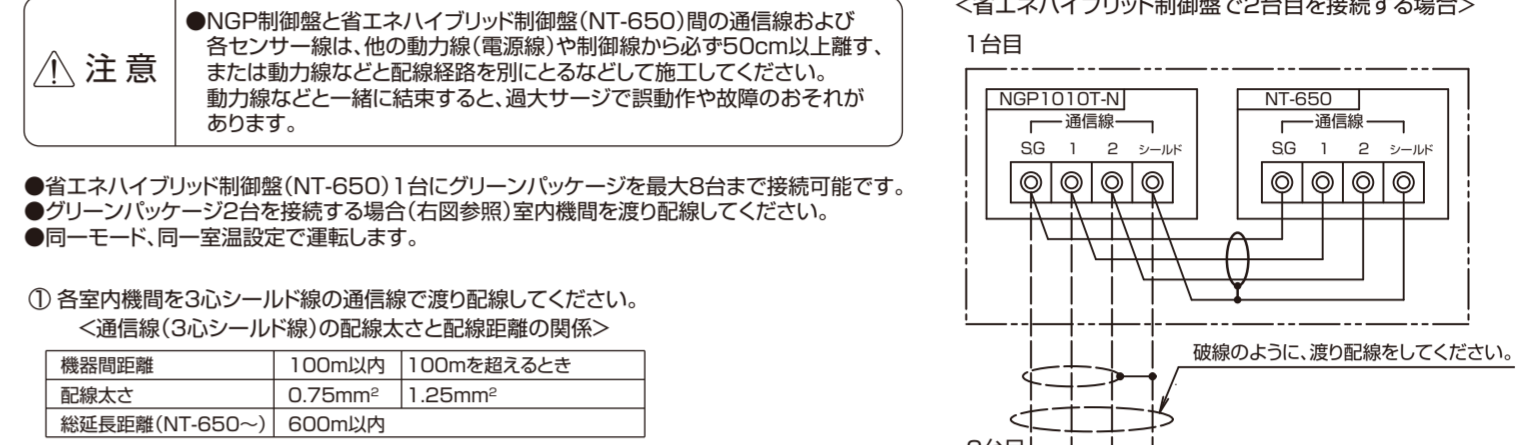 ⚠ 注意
●NGP制御盤と省エネハイブリッド制御盤(NT-650)間の通信線および
各センサー線は、他の動力線(電源線)や制御線から必ず50cm以上離す、
または動力線などと配線経路を別にとるなどして施工してください。
動力線などと一緒に結束すると、過大サージで誤動作や故障のおそれが
あります。
●省エネハイブリッド制御盤(NT-650)1台にグリーンパッケージを最大8台まで接続可能です。
●グリーンパッケージ2台を接続する場合(右図参照)室内機間を渡り配線してください。
●同一モード、同一室温設定で運転します。
① 各室内機間を3心シールド線の通信線で渡り配線してください。
<通信線(3心シールド線)の配線太さと配線距離の関係>
機器間距離 100m以内 100mを超えるとき
配線太さ 0.75mm² 1.25mm²
総延長距離(NT-650〜) 600m以内
<省エネハイブリッド制御盤で2台目を接続する場合>
1台目
NGP1010T-N
通信線
SG 1 2 シールド
NT-650
通信線
SG 1 2 シールド
破線のように、渡り配線をしてください。
2台目